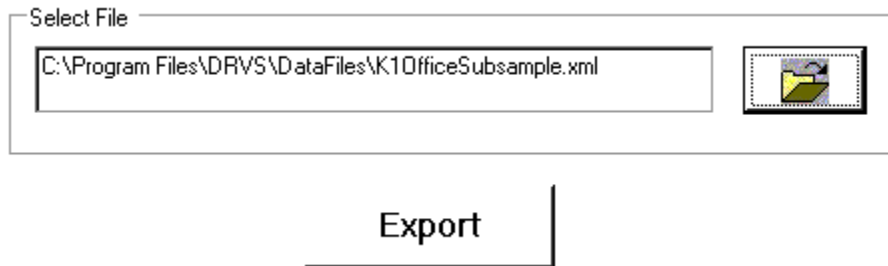 Select File
C:\Program Files\DRVS\DataFiles\K1OfficeSubsample.xml
Export